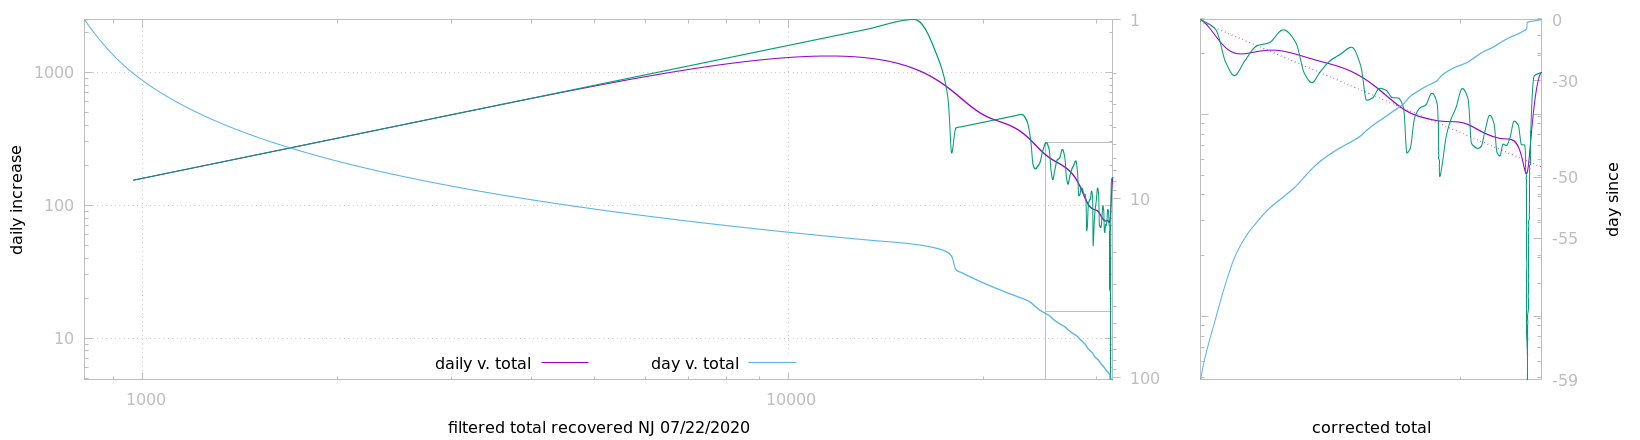 1000
100
10
daily increase
daily v. total
day v. total
1000
10000
filtered total recovered NJ 07/22/2020
1
10
100
0
-30
-50
-55
-59
day since
corrected total